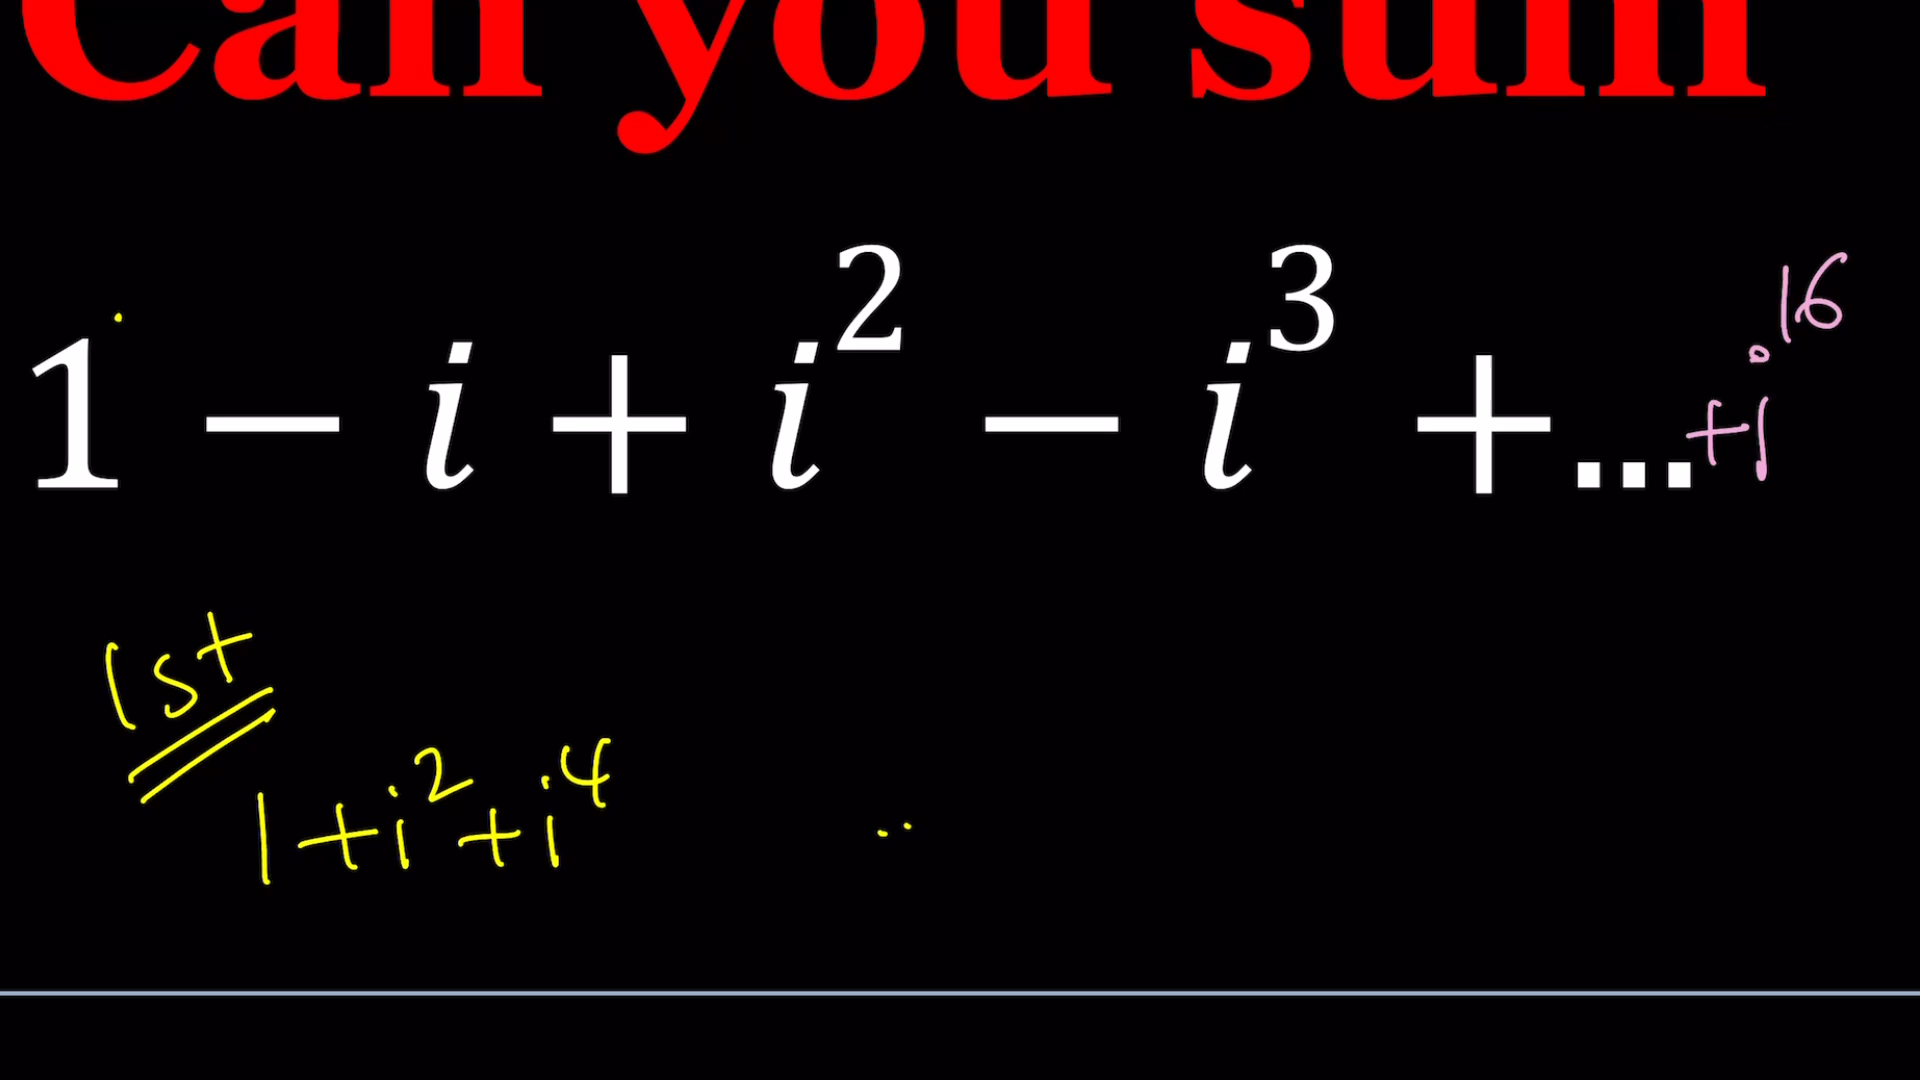 Can you sum
1 − i + i² − i³ + ... + i¹⁶
1st
1 + i² + i⁴ ..